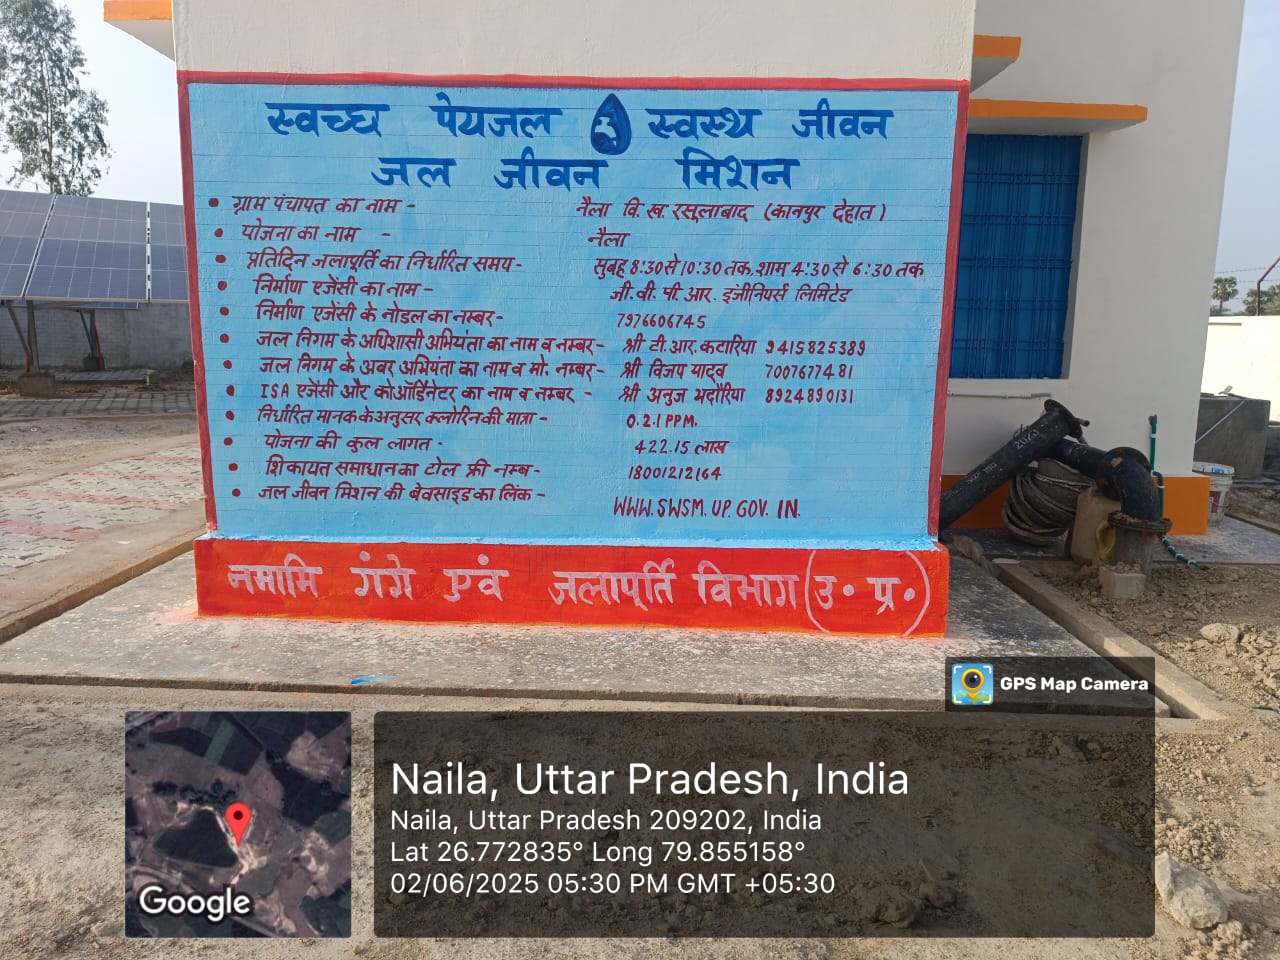 स्वच्छ पेयजल स्वस्थ जीवन
जल जीवन मिशन
• ग्राम पंचायत का नाम - नैला वि.ख. रसूलाबाद (कानपुर देहात)
• योजना का नाम - नैला
• प्रतिदिन जलापूर्ति का निर्धारित समय - सुबह 8:30 से 10:30 तक, शाम 4:30 से 6:30 तक
• निर्माण एजेंसी का नाम - जी. वी. पी. आर. इंजीनियर्स लिमिटेड
• निर्माण एजेंसी के नोडल का नम्बर - 7976606745
• जल निगम के अधिशासी अभियंता का नाम व नम्बर - श्री टी. आर. कटारिया 9415825389
• जल निगम के अवर अभियंता का नाम व मो. नम्बर - श्री विजय यादव 7007677481
• ISA एजेंसी और कोऑर्डिनेटर का नाम व नम्बर - श्री अनुज भदौरिया 8924890131
• निर्धारित मानक के अनुसर क्लोरिन की मात्रा - 0.2.1 PPM.
• योजना की कुल लागत - 422.15 लाख
• शिकायत समाधान का टोल फ्री नम्ब - 18001212164
• जल जीवन मिशन की बेवसाइड का लिंक - WWW.SWSM.UP.GOV.IN.
नमामि गंगे एवं जलापूर्ति विभाग (उ॰ प्र॰)
GPS Map Camera
Naila, Uttar Pradesh, India
Naila, Uttar Pradesh 209202, India
Lat 26.772835° Long 79.855158°
02/06/2025 05:30 PM GMT +05:30
Google